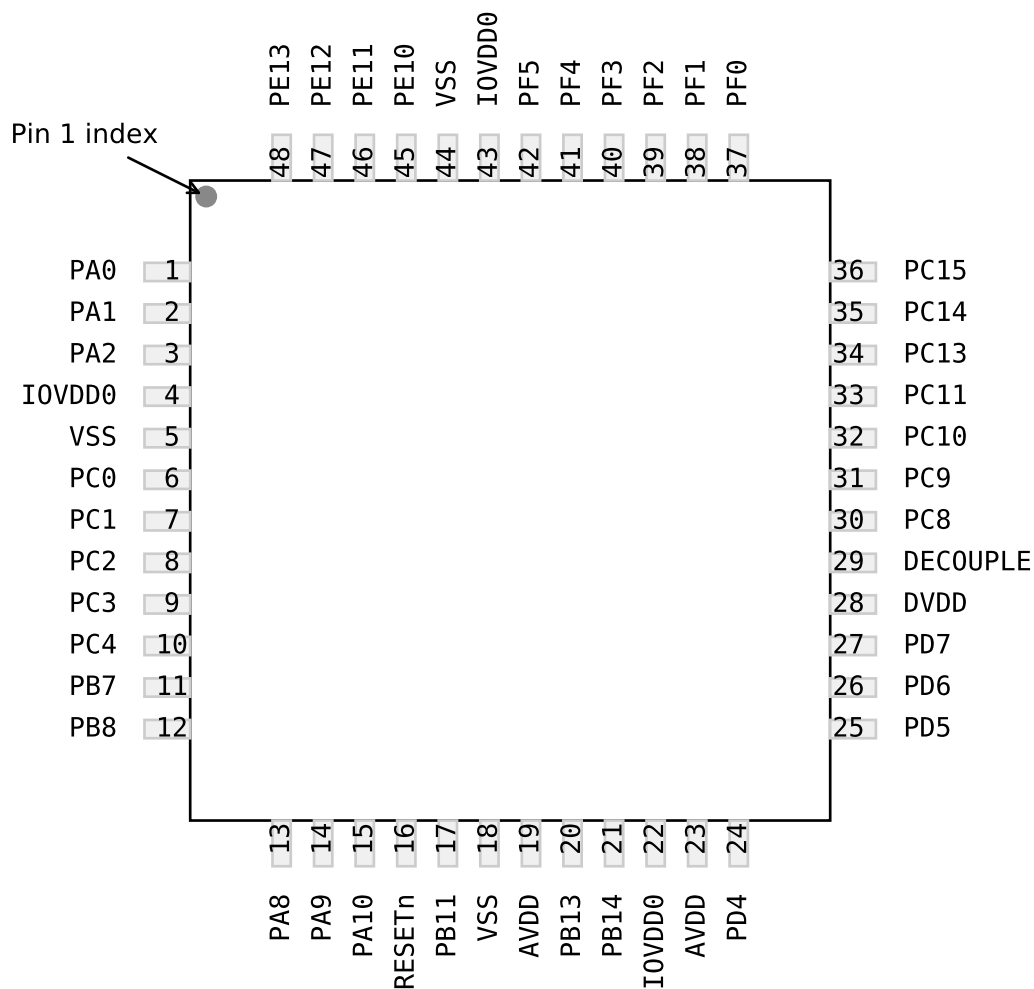 PE13 PE12 PE11 PE10 VSS IOVDD0 PF5 PF4 PF3 PF2 PF1 PF0
Pin 1 index
48 47 46 45 44 43 42 41 40 39 38 37
PA0 1 36 PC15
PA1 2 35 PC14
PA2 3 34 PC13
IOVDD0 4 33 PC11
VSS 5 32 PC10
PC0 6 31 PC9
PC1 7 30 PC8
PC2 8 29 DECOUPLE
PC3 9 28 DVDD
PC4 10 27 PD7
PB7 11 26 PD6
PB8 12 25 PD5
13 14 15 16 17 18 19 20 21 22 23 24
PA8 PA9 PA10 RESETn PB11 VSS AVDD PB13 PB14 IOVDD0 AVDD PD4